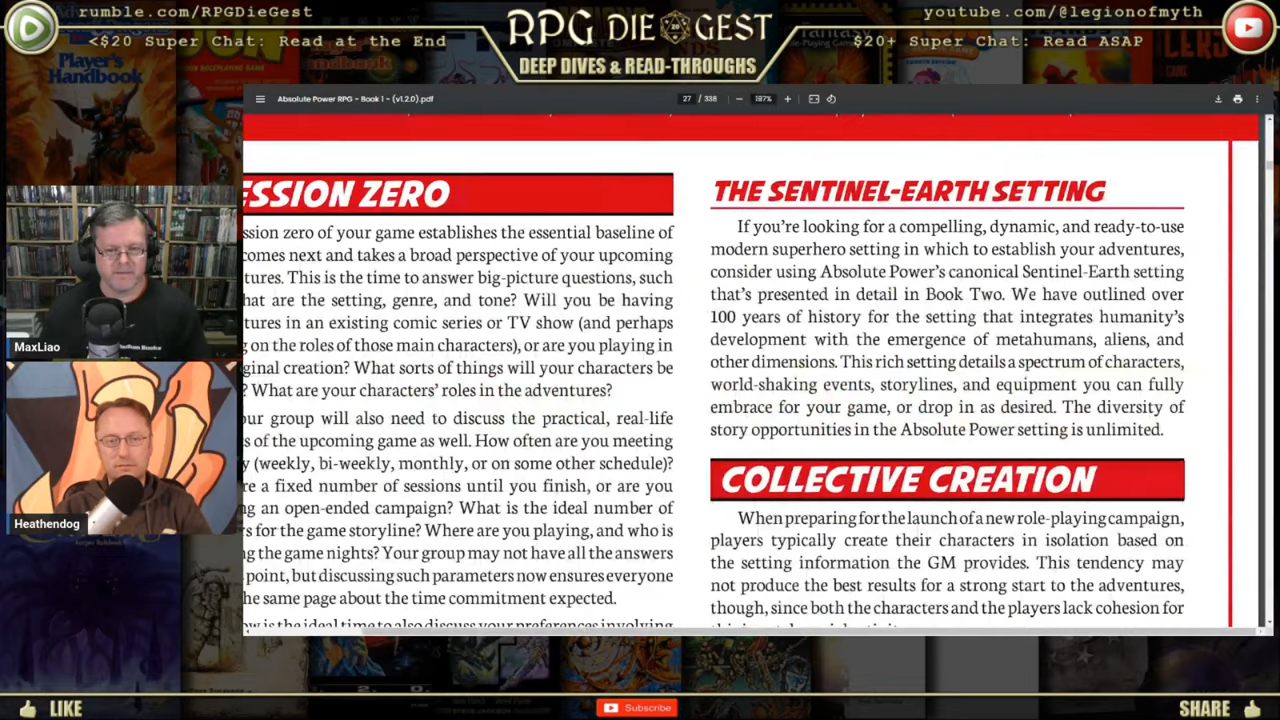 rumble.com/RPGDieGest
<$20 Super Chat: Read at the End
RPG DIE GEST
DEEP DIVES & READ-THROUGHS
youtube.com/@legionofmyth
$20+ Super Chat: Read ASAP
Player's
Handbook
Absolute Power RPG - Book 1 - (v1.2.0).pdf
27 / 338
197%
ESSION ZERO
ssion zero of your game establishes the essential baseline of
comes next and takes a broad perspective of your upcoming
tures. This is the time to answer big-picture questions, such
hat are the setting, genre, and tone? Will you be having
tures in an existing comic series or TV show (and perhaps
g on the roles of those main characters), or are you playing in
ginal creation? What sorts of things will your characters be
? What are your characters' roles in the adventures?
our group will also need to discuss the practical, real-life
s of the upcoming game as well. How often are you meeting
y (weekly, bi-weekly, monthly, or on some other schedule)?
re a fixed number of sessions until you finish, or are you
ng an open-ended campaign? What is the ideal number of
s for the game storyline? Where are you playing, and who is
ng the game nights? Your group may not have all the answers
point, but discussing such parameters now ensures everyone
he same page about the time commitment expected.
ow is the ideal time to also discuss your preferences involving
THE SENTINEL-EARTH SETTING
If you're looking for a compelling, dynamic, and ready-to-use
modern superhero setting in which to establish your adventures,
consider using Absolute Power's canonical Sentinel-Earth setting
that's presented in detail in Book Two. We have outlined over
100 years of history for the setting that integrates humanity's
development with the emergence of metahumans, aliens, and
other dimensions. This rich setting details a spectrum of characters,
world-shaking events, storylines, and equipment you can fully
embrace for your game, or drop in as desired. The diversity of
story opportunities in the Absolute Power setting is unlimited.
COLLECTIVE CREATION
When preparing for the launch of a new role-playing campaign,
players typically create their characters in isolation based on
the setting information the GM provides. This tendency may
not produce the best results for a strong start to the adventures,
though, since both the characters and the players lack cohesion for
MaxLiao
Heathendog
LIKE
Subscribe
SHARE